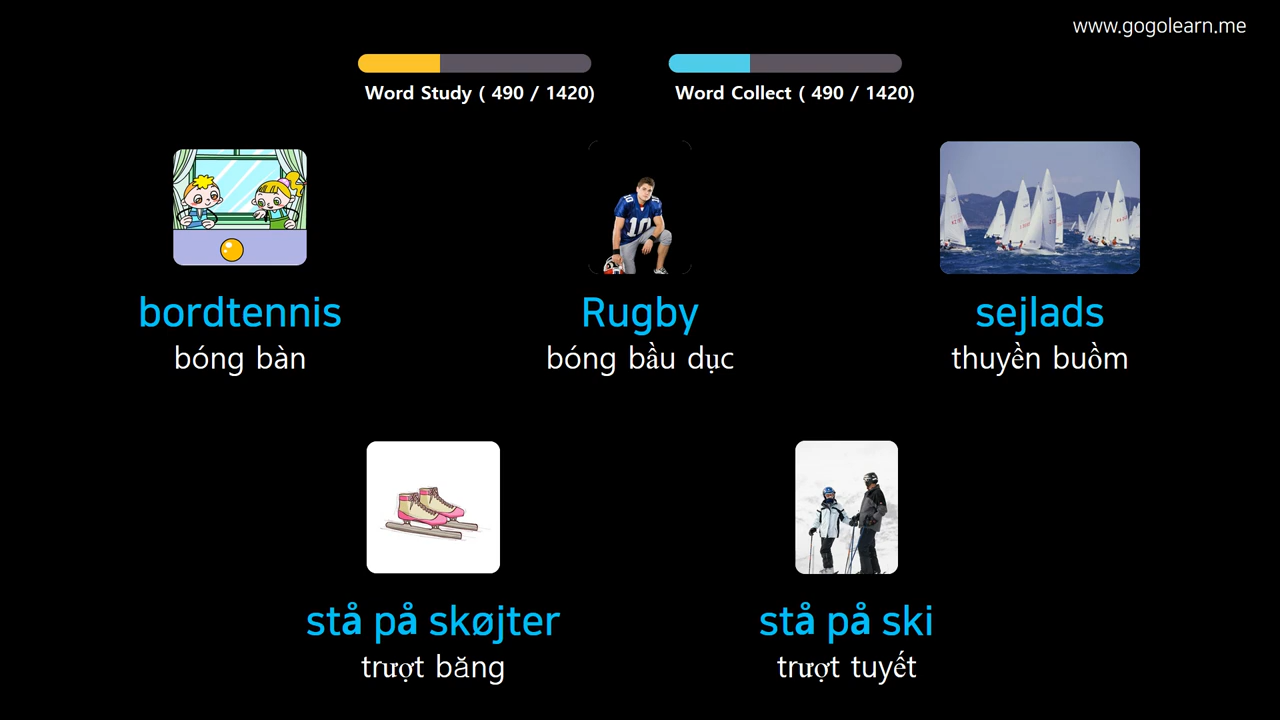 www.gogolearn.me
Word Study ( 490 / 1420)
Word Collect ( 490 / 1420)
10
bordtennis
bóng bàn
Rugby
bóng bầu dục
sejlads
thuyền buồm
stå på skøjter
trượt băng
stå på ski
trượt tuyết